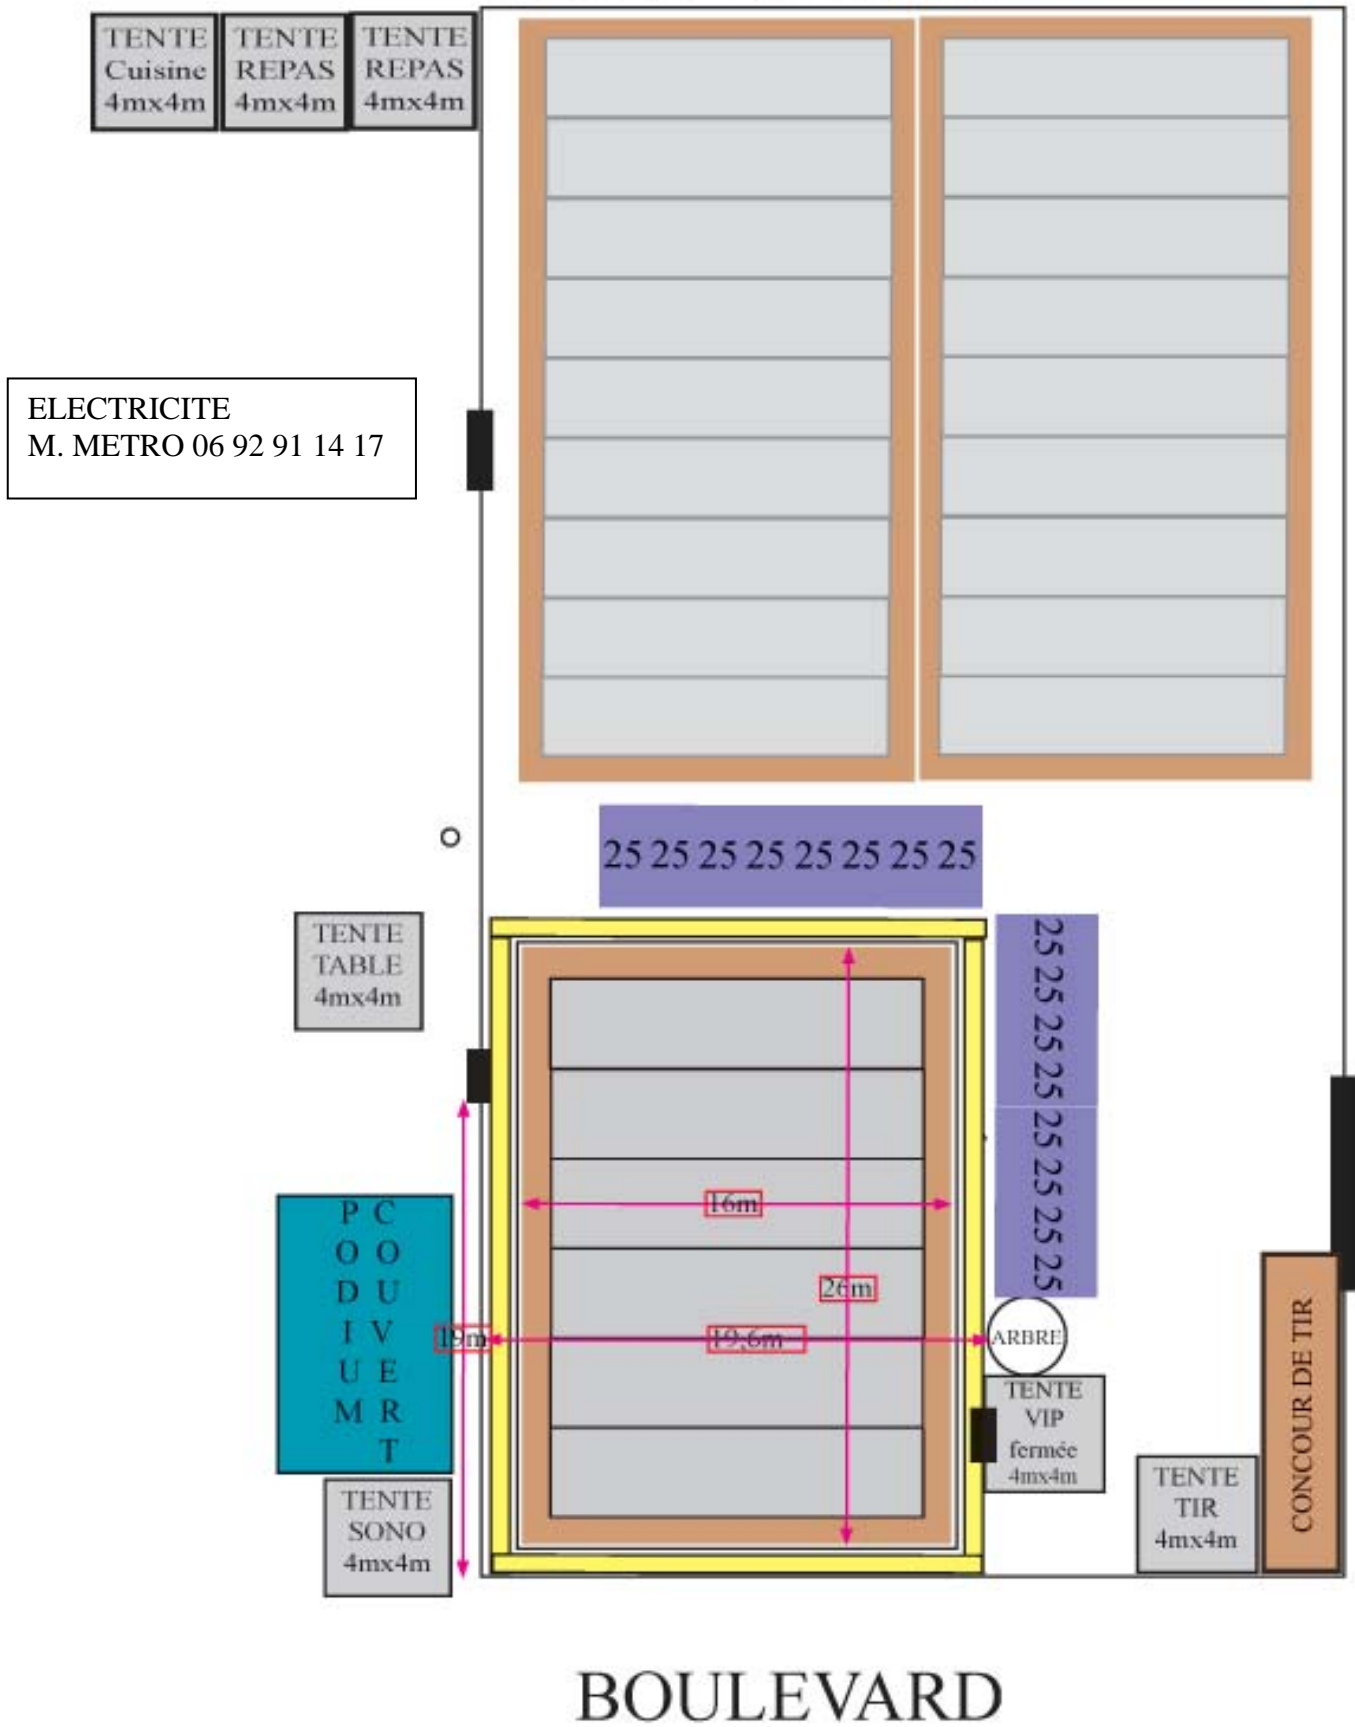 TENTE
Cuisine
4mx4m
TENTE
REPAS
4mx4m
TENTE
REPAS
4mx4m
ELECTRICITE
M. METRO 06 92 91 14 17
25 25 25 25 25 25 25 25
25 25 25 25 25 25 25 25
TENTE
TABLE
4mx4m
16m
26m
19m
19,6m
PODIUM
COUVERT
ARBRE
TENTE
VIP
fermée
4mx4m
TENTE
SONO
4mx4m
TENTE
TIR
4mx4m
CONCOUR DE TIR
BOULEVARD